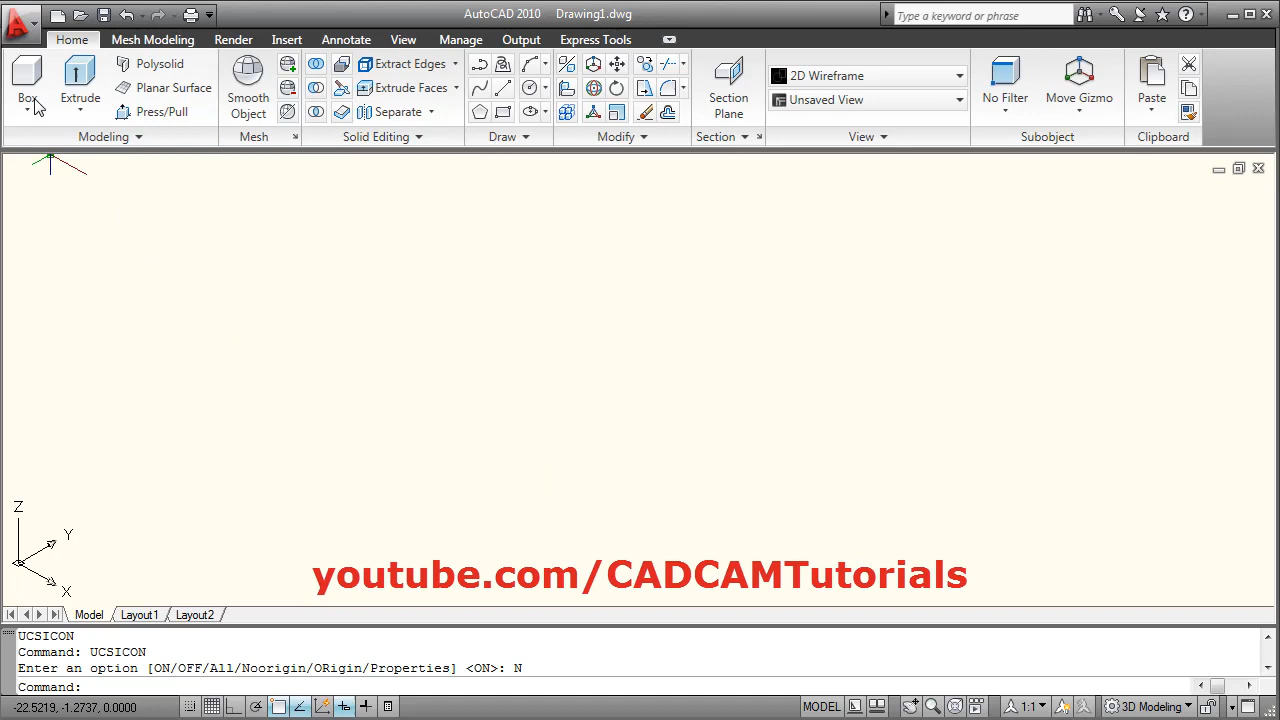 AutoCAD 2010 Drawing1.dwg
Type a keyword or phrase
Home Mesh Modeling Render Insert Annotate View Manage Output Express Tools
Box
Extrude
Polysolid
Planar Surface
Press/Pull
Modeling
Smooth
Object
Mesh
Extract Edges
Extrude Faces
Separate
Solid Editing
Draw
Modify
Section
Plane
Section
2D Wireframe
Unsaved View
View
No Filter
Move Gizmo
Subobject
Paste
Clipboard
Z
Y
X
youtube.com/CADCAMTutorials
Model Layout1 Layout2
UCSICON
Command: UCSICON
Enter an option [ON/OFF/All/Noorigin/ORigin/Properties] <ON>: N
Command:
-22.5219, -1.2737, 0.0000
MODEL
1:1
3D Modeling